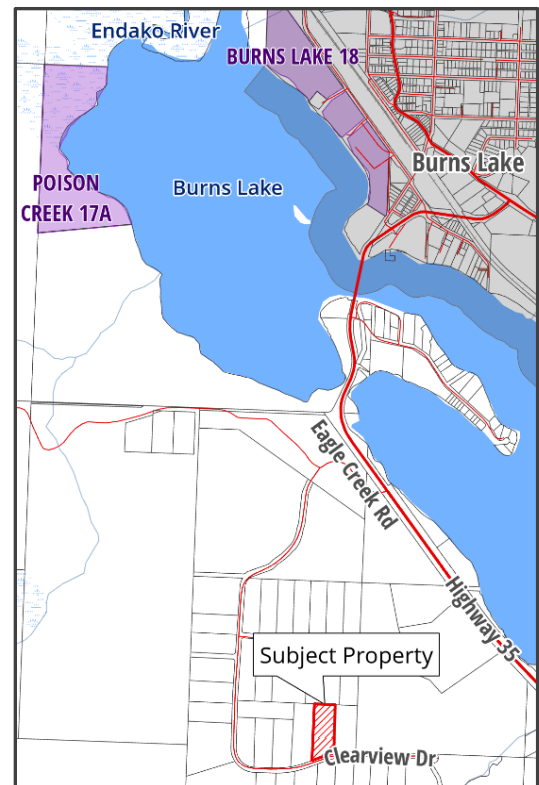 Endako River
BURNS LAKE 18
Burns Lake
POISON
CREEK 17A
Burns Lake
Eagle Creek Rd
Highway 35
Subject Property
Clearview Dr